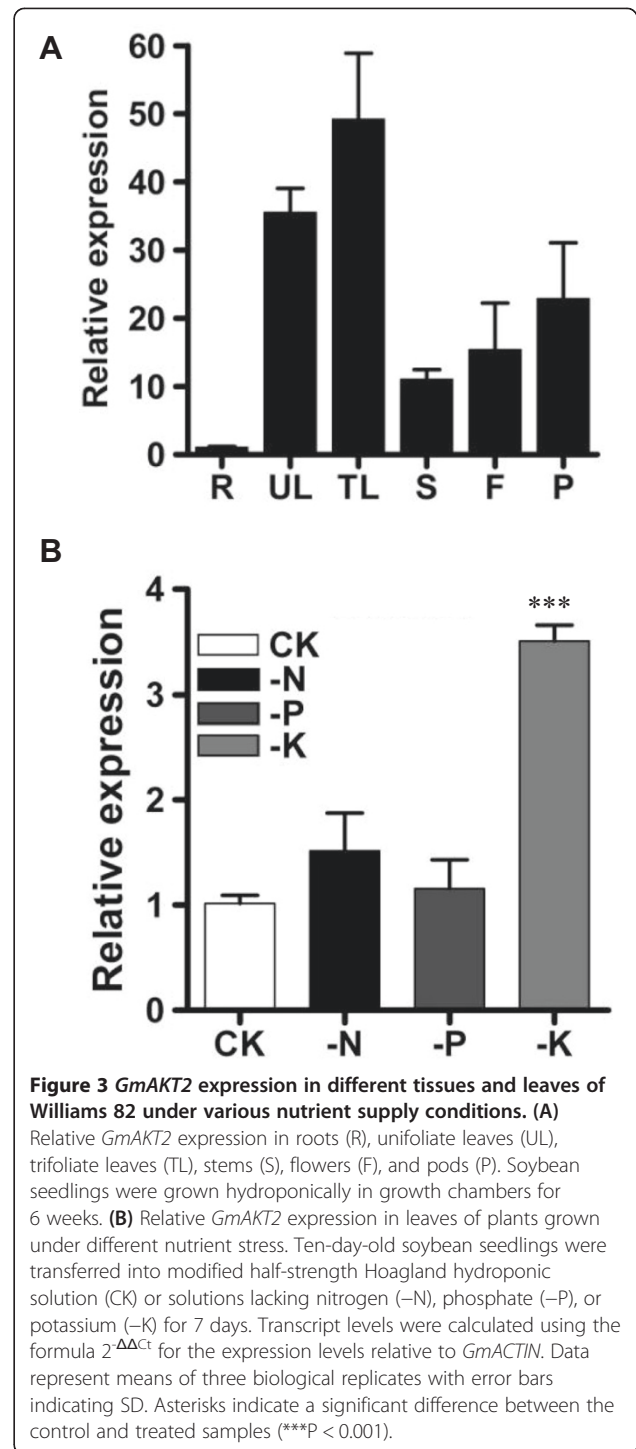 A
Relative expression
60
50
40
30
20
10
0
R UL TL S F P
B
Relative expression
4
3
2
1
0
CK
-N
-P
-K
***
CK -N -P -K
Figure 3 GmAKT2 expression in different tissues and leaves of
Williams 82 under various nutrient supply conditions. (A)
Relative GmAKT2 expression in roots (R), unifoliate leaves (UL),
trifoliate leaves (TL), stems (S), flowers (F), and pods (P). Soybean
seedlings were grown hydroponically in growth chambers for
6 weeks. (B) Relative GmAKT2 expression in leaves of plants grown
under different nutrient stress. Ten-day-old soybean seedlings were
transferred into modified half-strength Hoagland hydroponic
solution (CK) or solutions lacking nitrogen (−N), phosphate (−P), or
potassium (−K) for 7 days. Transcript levels were calculated using the
formula 2-ΔΔCt for the expression levels relative to GmACTIN. Data
represent means of three biological replicates with error bars
indicating SD. Asterisks indicate a significant difference between the
control and treated samples (***P < 0.001).